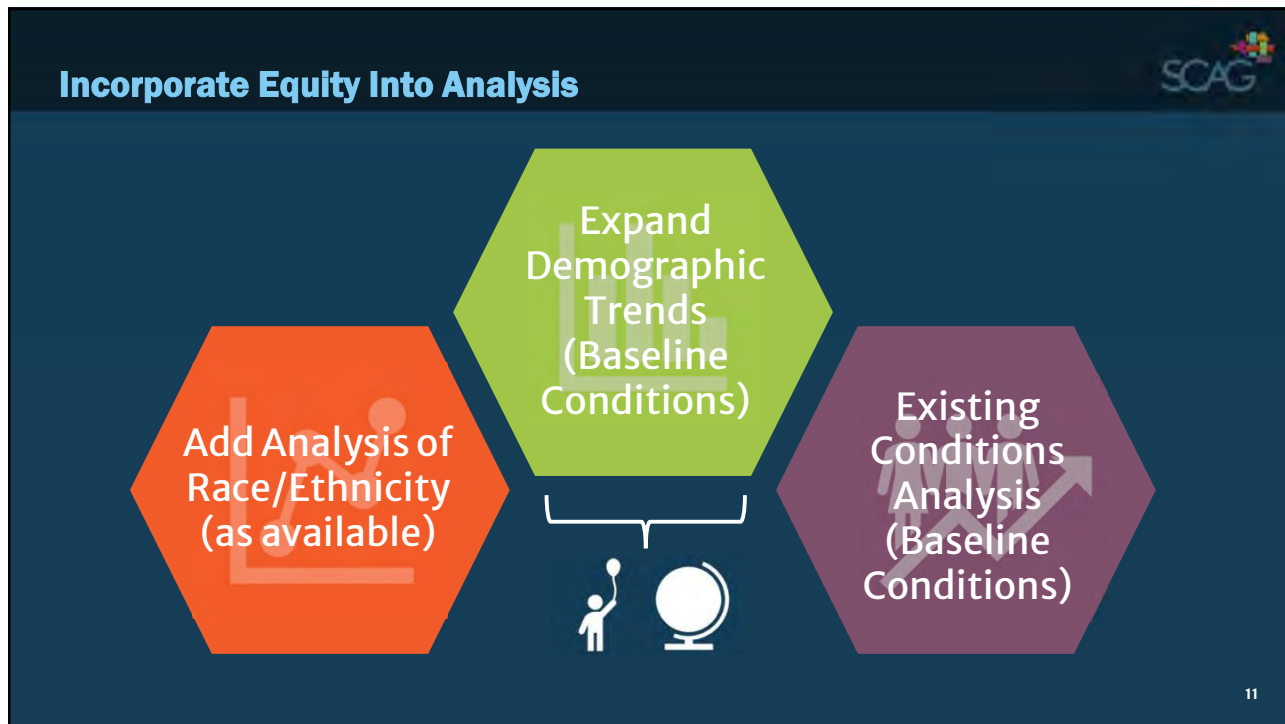 Incorporate Equity Into Analysis
SCAG
Expand
Demographic
Trends
(Baseline
Conditions)
Add Analysis of
Race/Ethnicity
(as available)
Existing
Conditions
Analysis
(Baseline
Conditions)
11